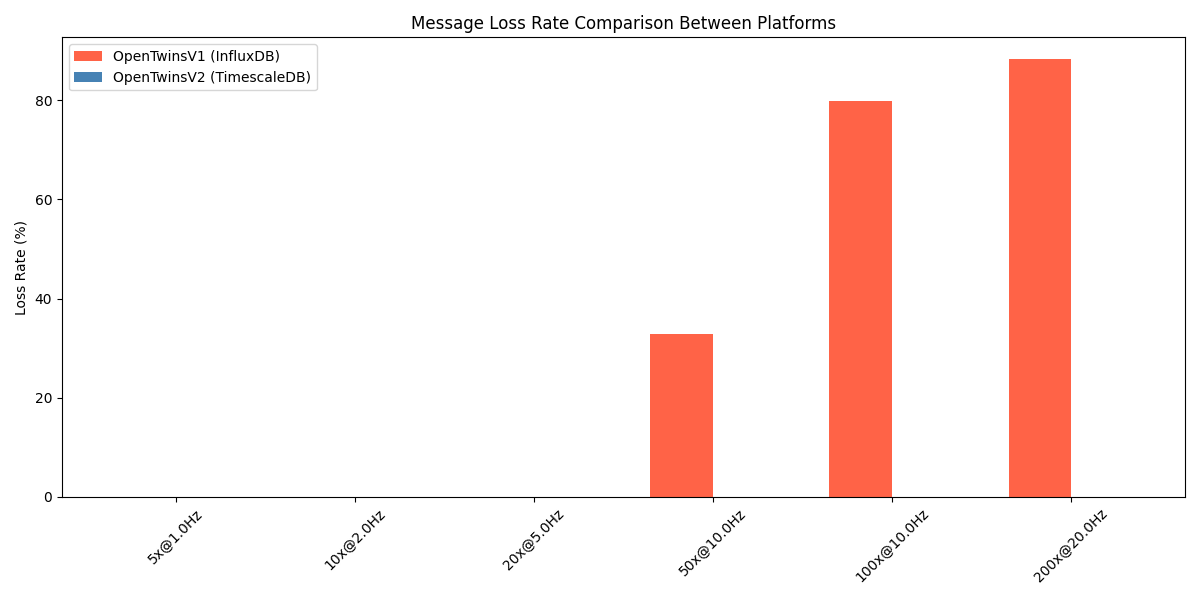 Message Loss Rate Comparison Between Platforms
OpenTwinsV1 (InfluxDB)
OpenTwinsV2 (TimescaleDB)
Loss Rate (%)
80
60
40
20
0
5x@1.0Hz
10x@2.0Hz
20x@5.0Hz
50x@10.0Hz
100x@10.0Hz
200x@20.0Hz